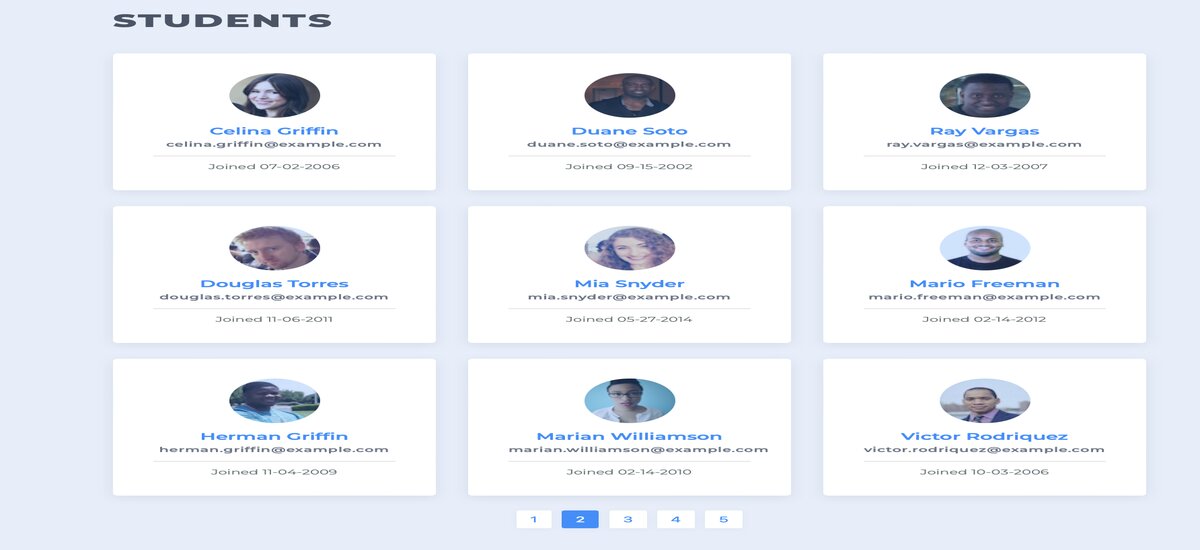 STUDENTS
Celina Griffin
celina.griffin@example.com
Joined 07-02-2006
Duane Soto
duane.soto@example.com
Joined 09-15-2002
Ray Vargas
ray.vargas@example.com
Joined 12-03-2007
Douglas Torres
douglas.torres@example.com
Joined 11-06-2011
Mia Snyder
mia.snyder@example.com
Joined 05-27-2014
Mario Freeman
mario.freeman@example.com
Joined 02-14-2012
Herman Griffin
herman.griffin@example.com
Joined 11-04-2009
Marian Williamson
marian.williamson@example.com
Joined 02-14-2010
Victor Rodriquez
victor.rodriquez@example.com
Joined 10-03-2006
1 2 3 4 5